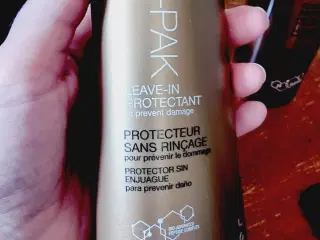 -PAK
LEAVE-IN
PROTECTANT
to prevent damage
PROTECTEUR
SANS RINÇAGE
pour prévenir le dommage
PROTECTOR SIN
ENJUAGUE
para prevenir daño